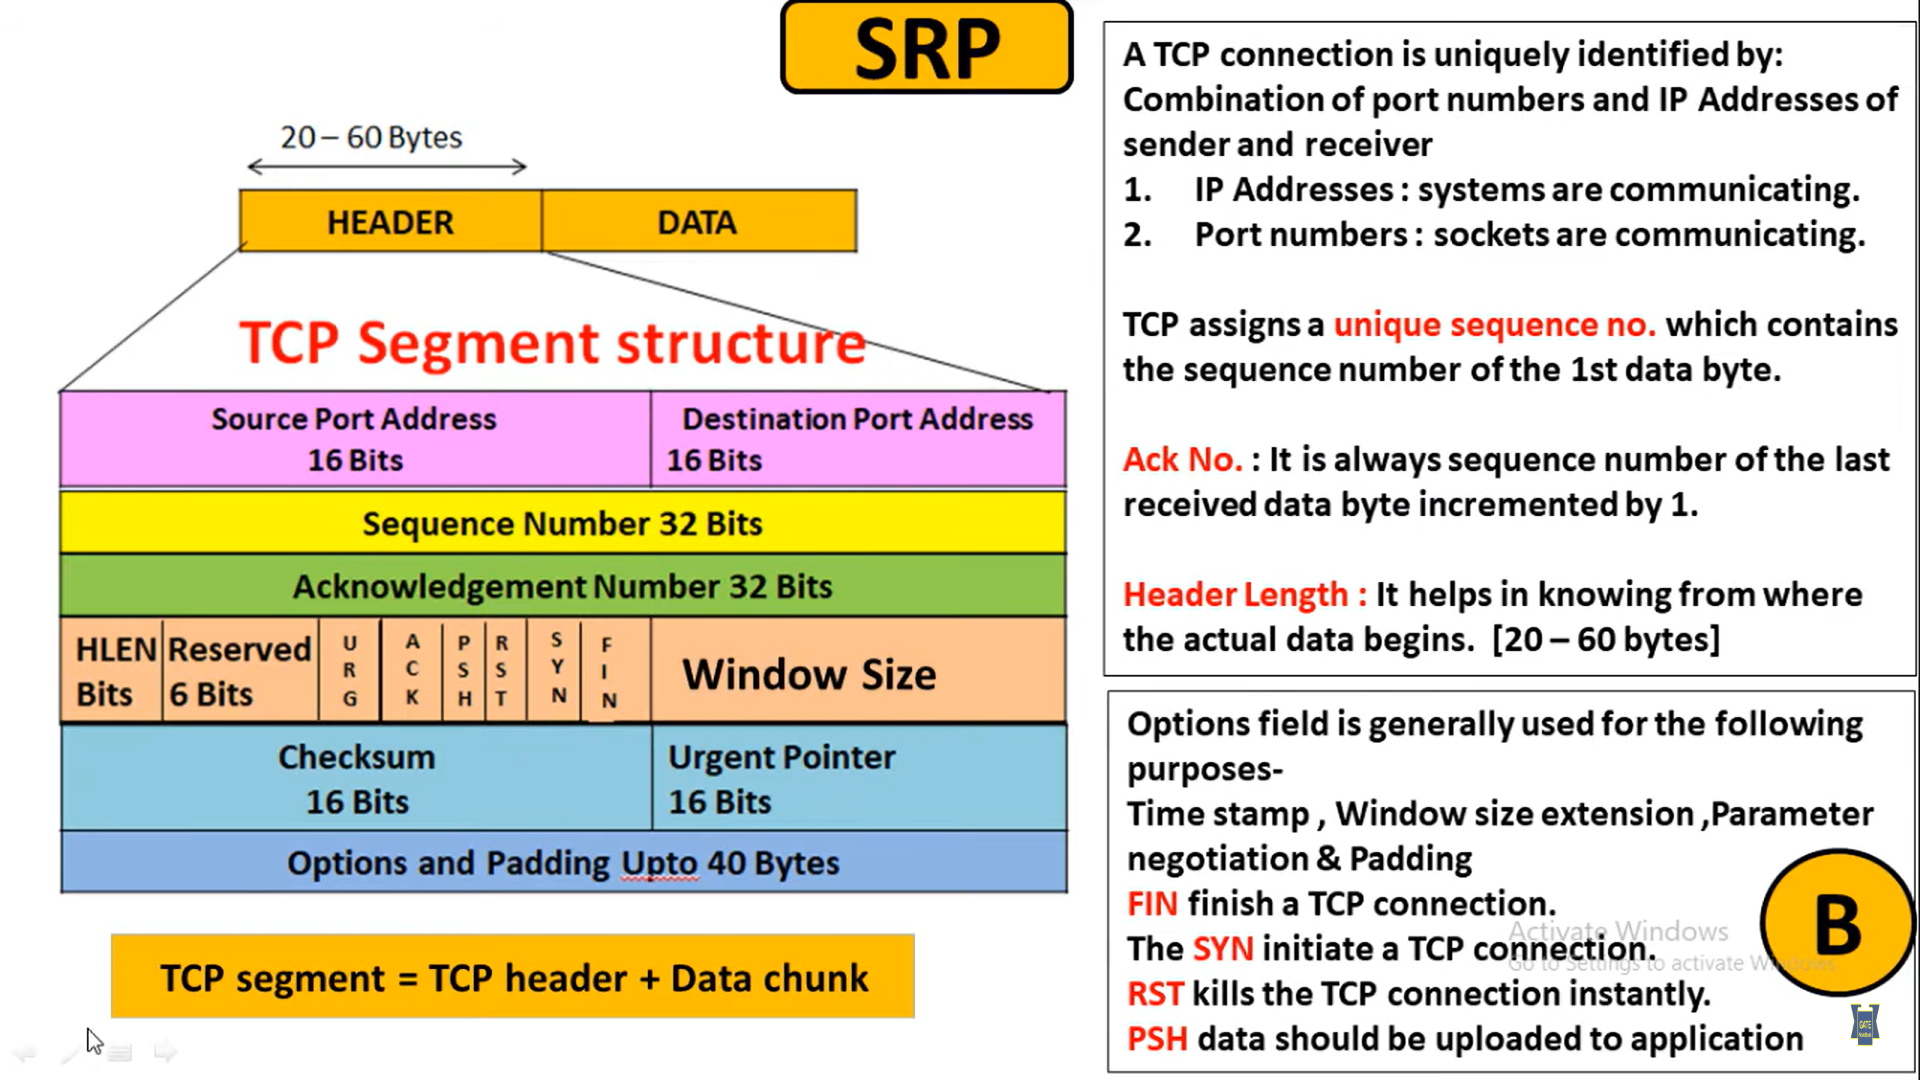 SRP
20 – 60 Bytes
HEADER
DATA
TCP Segment structure
Source Port Address
16 Bits
Destination Port Address
16 Bits
Sequence Number 32 Bits
Acknowledgement Number 32 Bits
HLEN
Bits
Reserved
6 Bits
URG
ACK
PSH
RST
SYN
FIN
Window Size
Checksum
16 Bits
Urgent Pointer
16 Bits
Options and Padding Upto 40 Bytes
TCP segment = TCP header + Data chunk
A TCP connection is uniquely identified by:
Combination of port numbers and IP Addresses of
sender and receiver
1. IP Addresses : systems are communicating.
2. Port numbers : sockets are communicating.
TCP assigns a unique sequence no. which contains
the sequence number of the 1st data byte.
Ack No. : It is always sequence number of the last
received data byte incremented by 1.
Header Length : It helps in knowing from where
the actual data begins. [20 – 60 bytes]
Options field is generally used for the following
purposes-
Time stamp , Window size extension ,Parameter
negotiation & Padding
FIN finish a TCP connection.
The SYN initiate a TCP connection.
RST kills the TCP connection instantly.
PSH data should be uploaded to application
B
Activate Windows
Go to Settings to activate Windows.
GATE